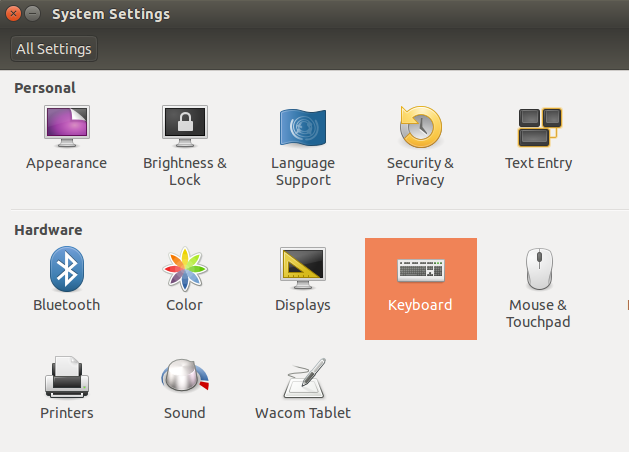 System Settings
All Settings
Personal
Appearance
Brightness &
Lock
Language
Support
Security &
Privacy
Text Entry
Hardware
Bluetooth
Color
Displays
Keyboard
Mouse &
Touchpad
Printers
Sound
Wacom Tablet